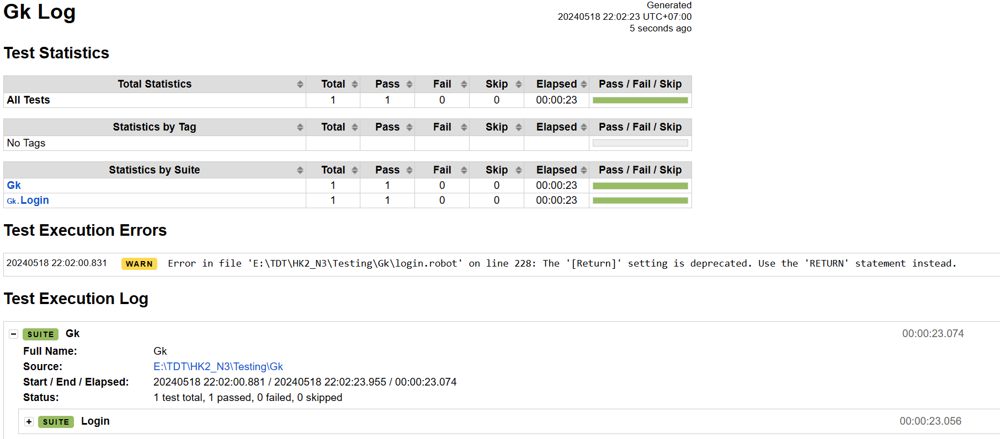 Gk Log
Generated
20240518 22:02:23 UTC+07:00
5 seconds ago
Test Statistics
Total Statistics Total Pass Fail Skip Elapsed Pass / Fail / Skip
All Tests 1 1 0 0 00:00:23
Statistics by Tag Total Pass Fail Skip Elapsed Pass / Fail / Skip
No Tags
Statistics by Suite Total Pass Fail Skip Elapsed Pass / Fail / Skip
Gk 1 1 0 0 00:00:23
Gk.Login 1 1 0 0 00:00:23
Test Execution Errors
20240518 22:02:00.831 WARN Error in file 'E:\TDT\HK2_N3\Testing\Gk\login.robot' on line 228: The '[Return]' setting is deprecated. Use the 'RETURN' statement instead.
Test Execution Log
SUITE Gk 00:00:23.074
Full Name: Gk
Source: E:\TDT\HK2_N3\Testing\Gk
Start / End / Elapsed: 20240518 22:02:00.881 / 20240518 22:02:23.955 / 00:00:23.074
Status: 1 test total, 1 passed, 0 failed, 0 skipped
SUITE Login 00:00:23.056